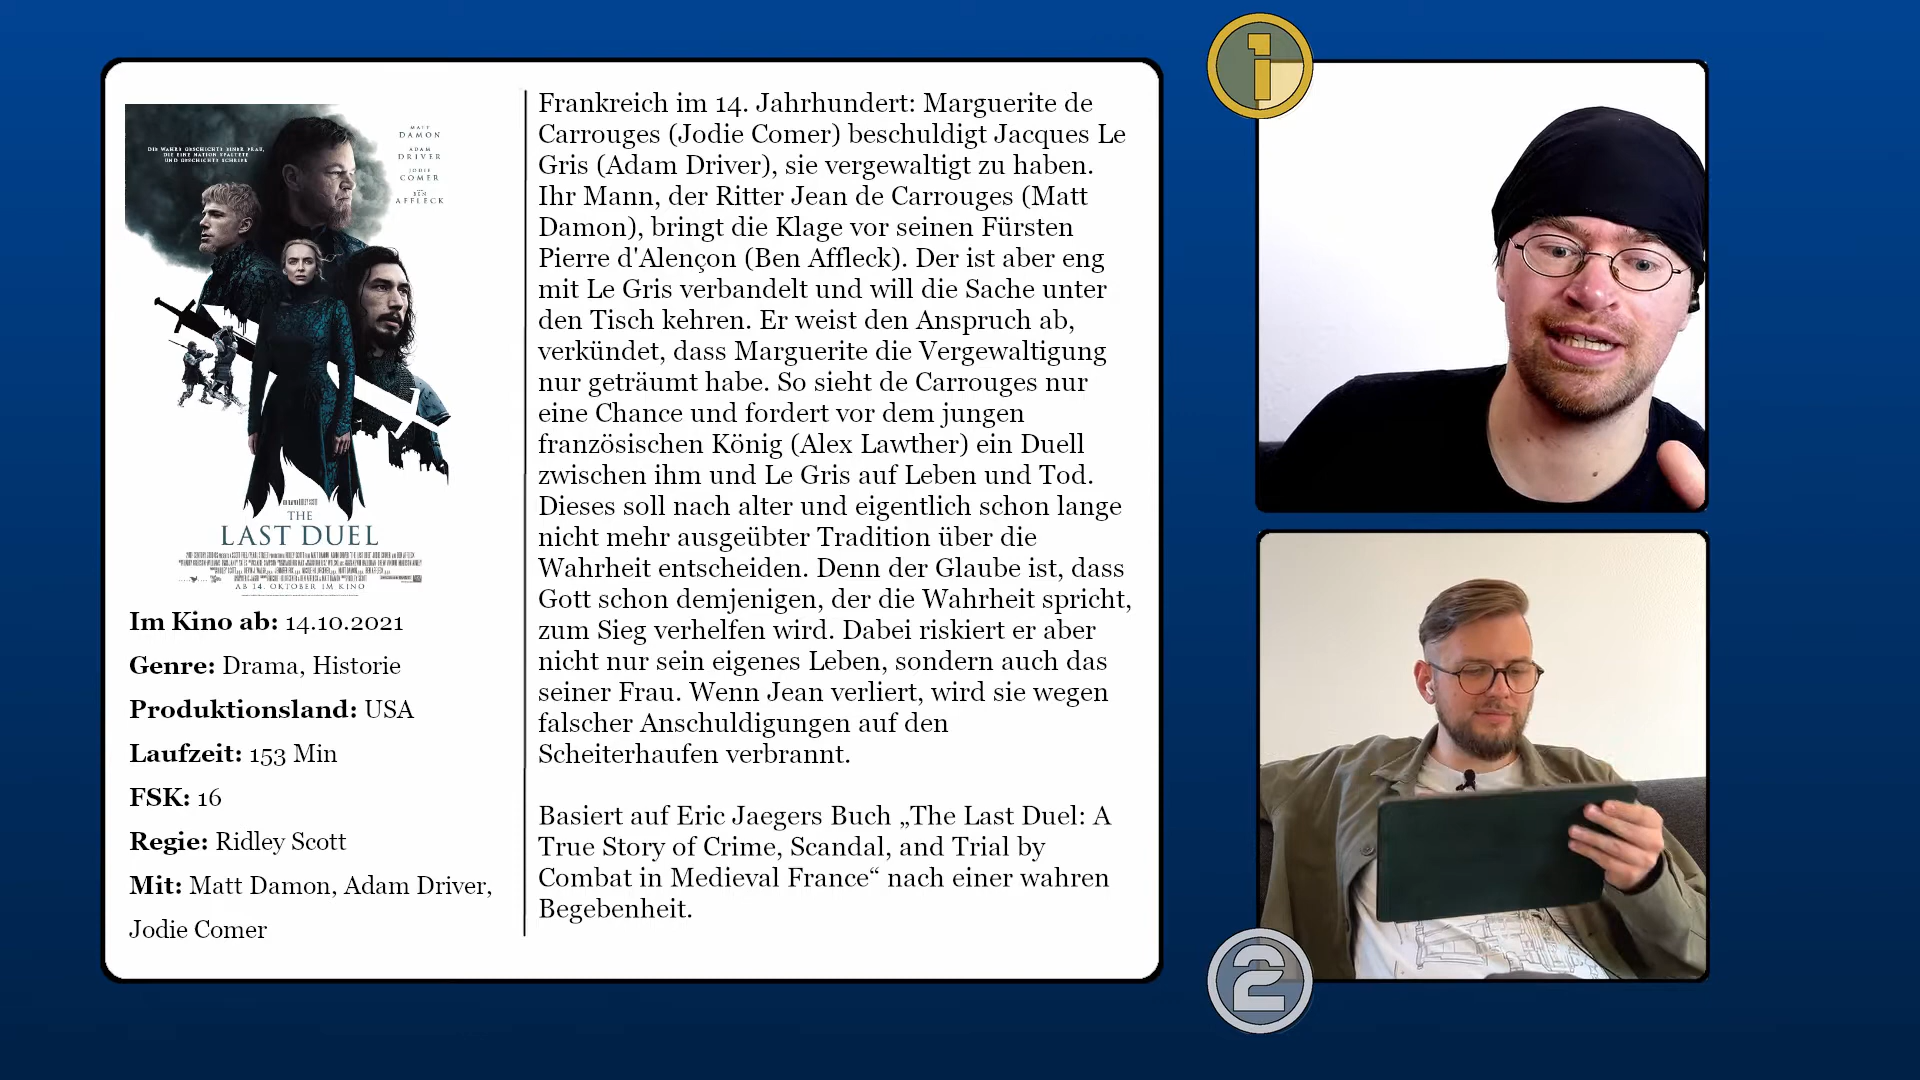 DIE WAHRE GESCHICHTE EINER FRAU,
DIE EINE NATION SPALTETE
UND GESCHICHTE SCHRIEB
MATT
DAMON
ADAM
DRIVER
JODIE
COMER
BEN
AFFLECK
THE
LAST DUEL
AB 14. OKTOBER IM KINO
Im Kino ab: 14.10.2021
Genre: Drama, Historie
Produktionsland: USA
Laufzeit: 153 Min
FSK: 16
Regie: Ridley Scott
Mit: Matt Damon, Adam Driver,
Jodie Comer
Frankreich im 14. Jahrhundert: Marguerite de
Carrouges (Jodie Comer) beschuldigt Jacques Le
Gris (Adam Driver), sie vergewaltigt zu haben.
Ihr Mann, der Ritter Jean de Carrouges (Matt
Damon), bringt die Klage vor seinen Fürsten
Pierre d'Alençon (Ben Affleck). Der ist aber eng
mit Le Gris verbandelt und will die Sache unter
den Tisch kehren. Er weist den Anspruch ab,
verkündet, dass Marguerite die Vergewaltigung
nur geträumt habe. So sieht de Carrouges nur
eine Chance und fordert vor dem jungen
französischen König (Alex Lawther) ein Duell
zwischen ihm und Le Gris auf Leben und Tod.
Dieses soll nach alter und eigentlich schon lange
nicht mehr ausgeübter Tradition über die
Wahrheit entscheiden. Denn der Glaube ist, dass
Gott schon demjenigen, der die Wahrheit spricht,
zum Sieg verhelfen wird. Dabei riskiert er aber
nicht nur sein eigenes Leben, sondern auch das
seiner Frau. Wenn Jean verliert, wird sie wegen
falscher Anschuldigungen auf den
Scheiterhaufen verbrannt.
Basiert auf Eric Jaegers Buch „The Last Duel: A
True Story of Crime, Scandal, and Trial by
Combat in Medieval France“ nach einer wahren
Begebenheit.
1
2